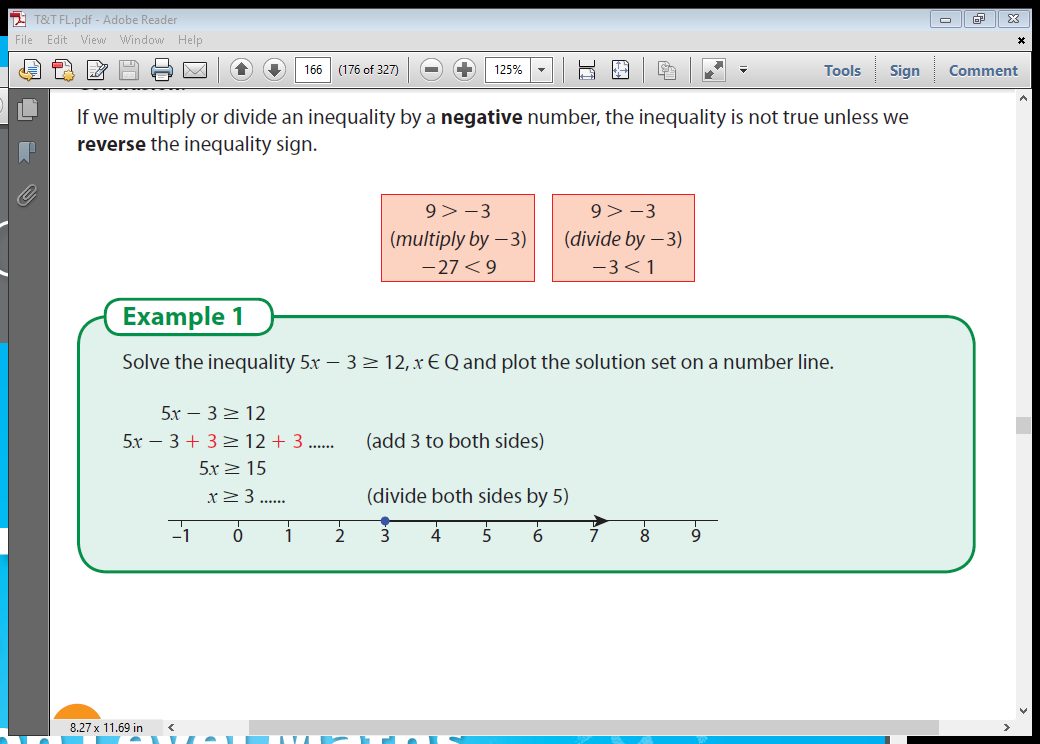 T&T FL.pdf - Adobe Reader
File Edit View Window Help
166 (176 of 327) 125% Tools Sign Comment
If we multiply or divide an inequality by a negative number, the inequality is not true unless we
reverse the inequality sign.
9 > −3
(multiply by −3)
−27 < 9
9 > −3
(divide by −3)
−3 < 1
Example 1
Solve the inequality 5x − 3 ≥ 12, x ∈ Q and plot the solution set on a number line.
5x − 3 ≥ 12
5x − 3 + 3 ≥ 12 + 3 ...... (add 3 to both sides)
5x ≥ 15
x ≥ 3 ...... (divide both sides by 5)
−1 0 1 2 3 4 5 6 7 8 9
8.27 x 11.69 in